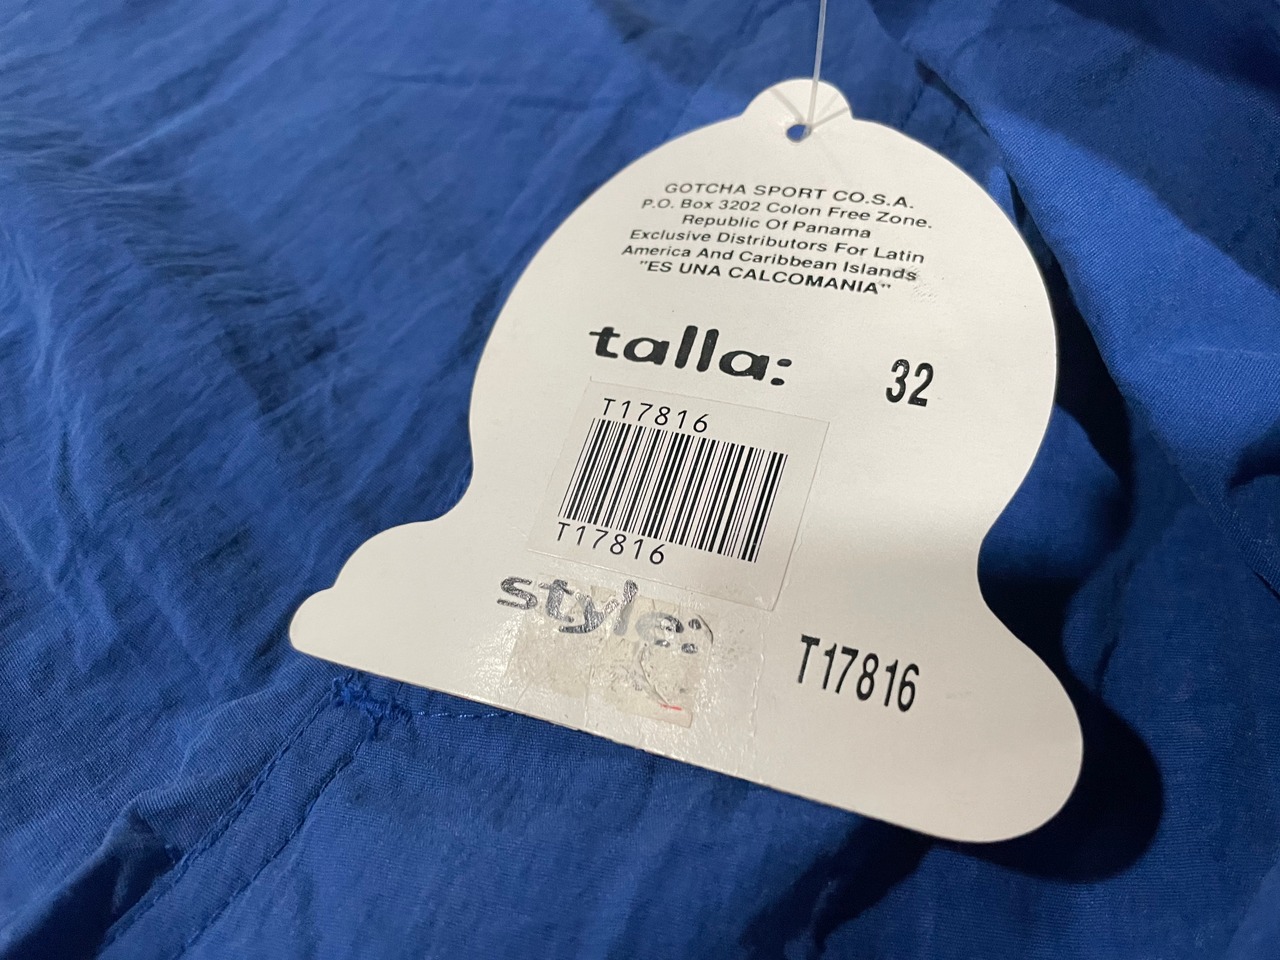 GOTCHA SPORT CO.S.A.
P.O. Box 3202 Colon Free Zone.
Republic Of Panama
Exclusive Distributors For Latin
America And Caribbean Islands
"ES UNA CALCOMANIA"
talla: 32
T17816
T17816
style: T17816